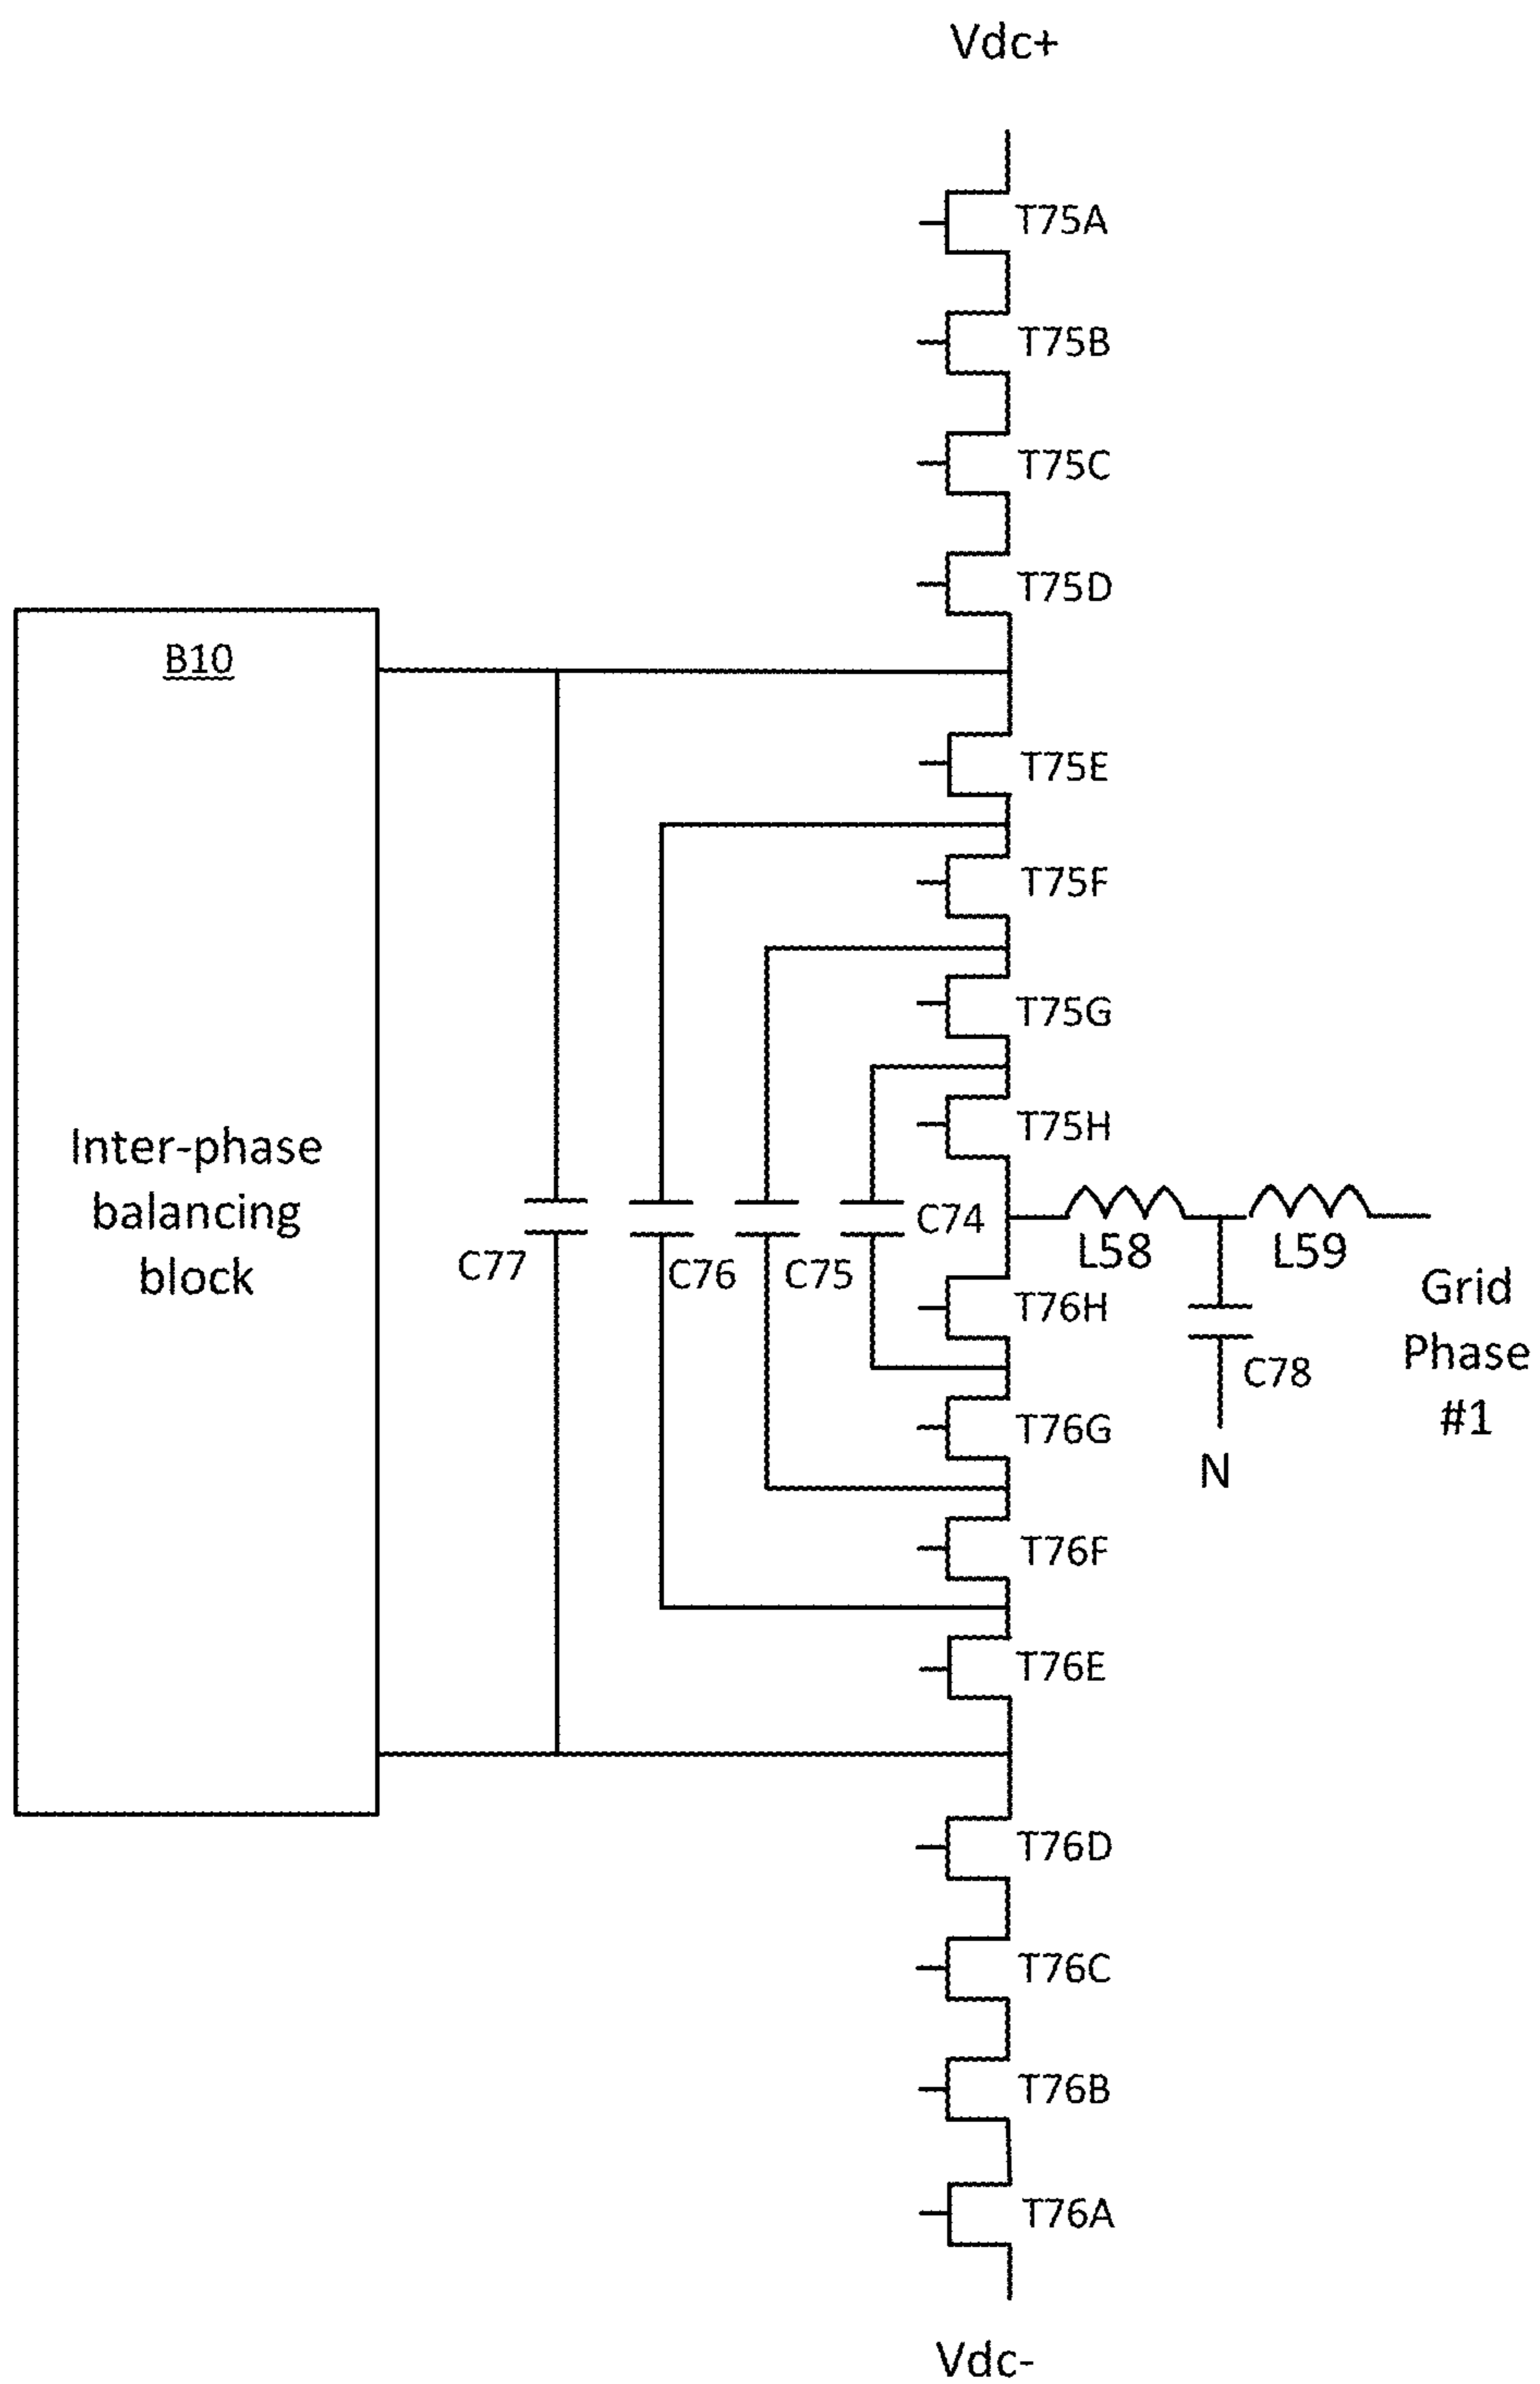 Vdc+
T75A
T75B
T75C
T75D
B10
T75E
T75F
T75G
T75H
Inter-phase
balancing
block
C77
C76
C75
C74
L58
L59
Grid
Phase
#1
T76H
C78
N
T76G
T76F
T76E
T76D
T76C
T76B
T76A
Vdc-